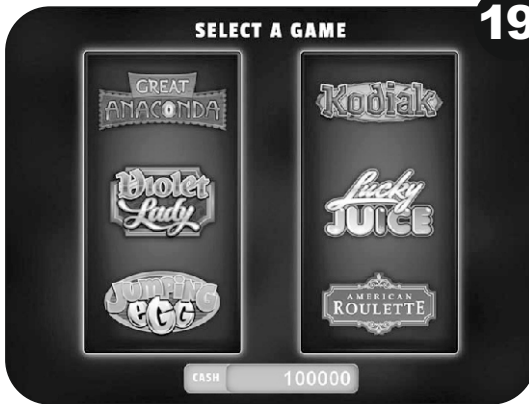 19
SELECT A GAME
GREAT
ANACONDA
Violet
Lady
JUMPING
EGG
Kodiak
Lucky
JUICE
AMERICAN
ROULETTE
CASH 100000